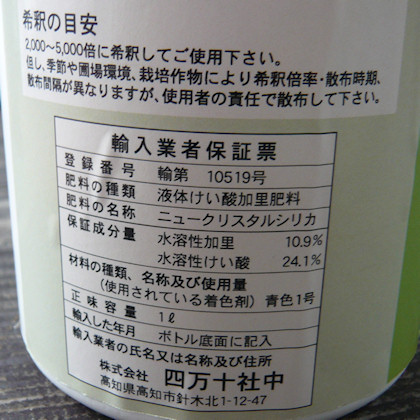 希釈の目安
2,000～5,000倍に希釈してご使用下さい。
但し、季節や圃場環境、栽培作物により希釈倍率・散布時期、
散布間隔が異なりますが、使用者の責任で散布して下さい。
輸入業者保証票
登録番号 輸第 10519号
肥料の種類 液体けい酸加里肥料
肥料の名称 ニュークリスタルシリカ
保証成分量 水溶性加里 10.9%
水溶性けい酸 24.1%
材料の種類、名称及び使用量
(使用されている着色剤) 青色1号
正味容量 1ℓ
輸入した年月 ボトル底面に記入
輸入業者の氏名又は名称及び住所
株式会社 四万十社中
高知県高知市針木北1-12-47